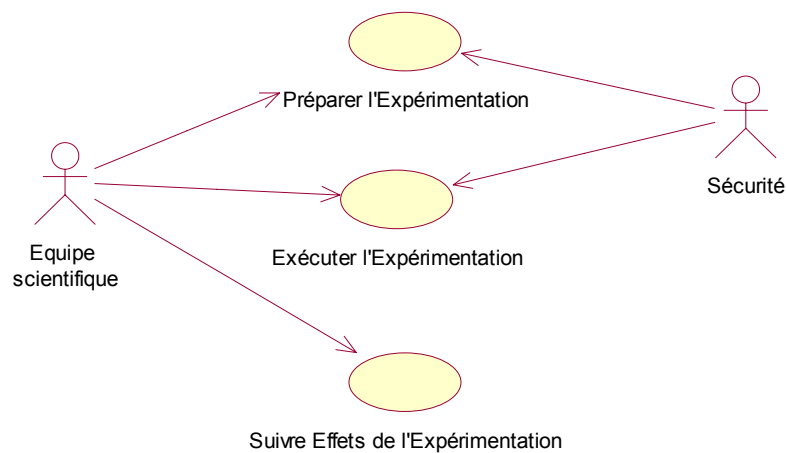 Préparer l'Expérimentation
Sécurité
Equipe
scientifique
Exécuter l'Expérimentation
Suivre Effets de l'Expérimentation